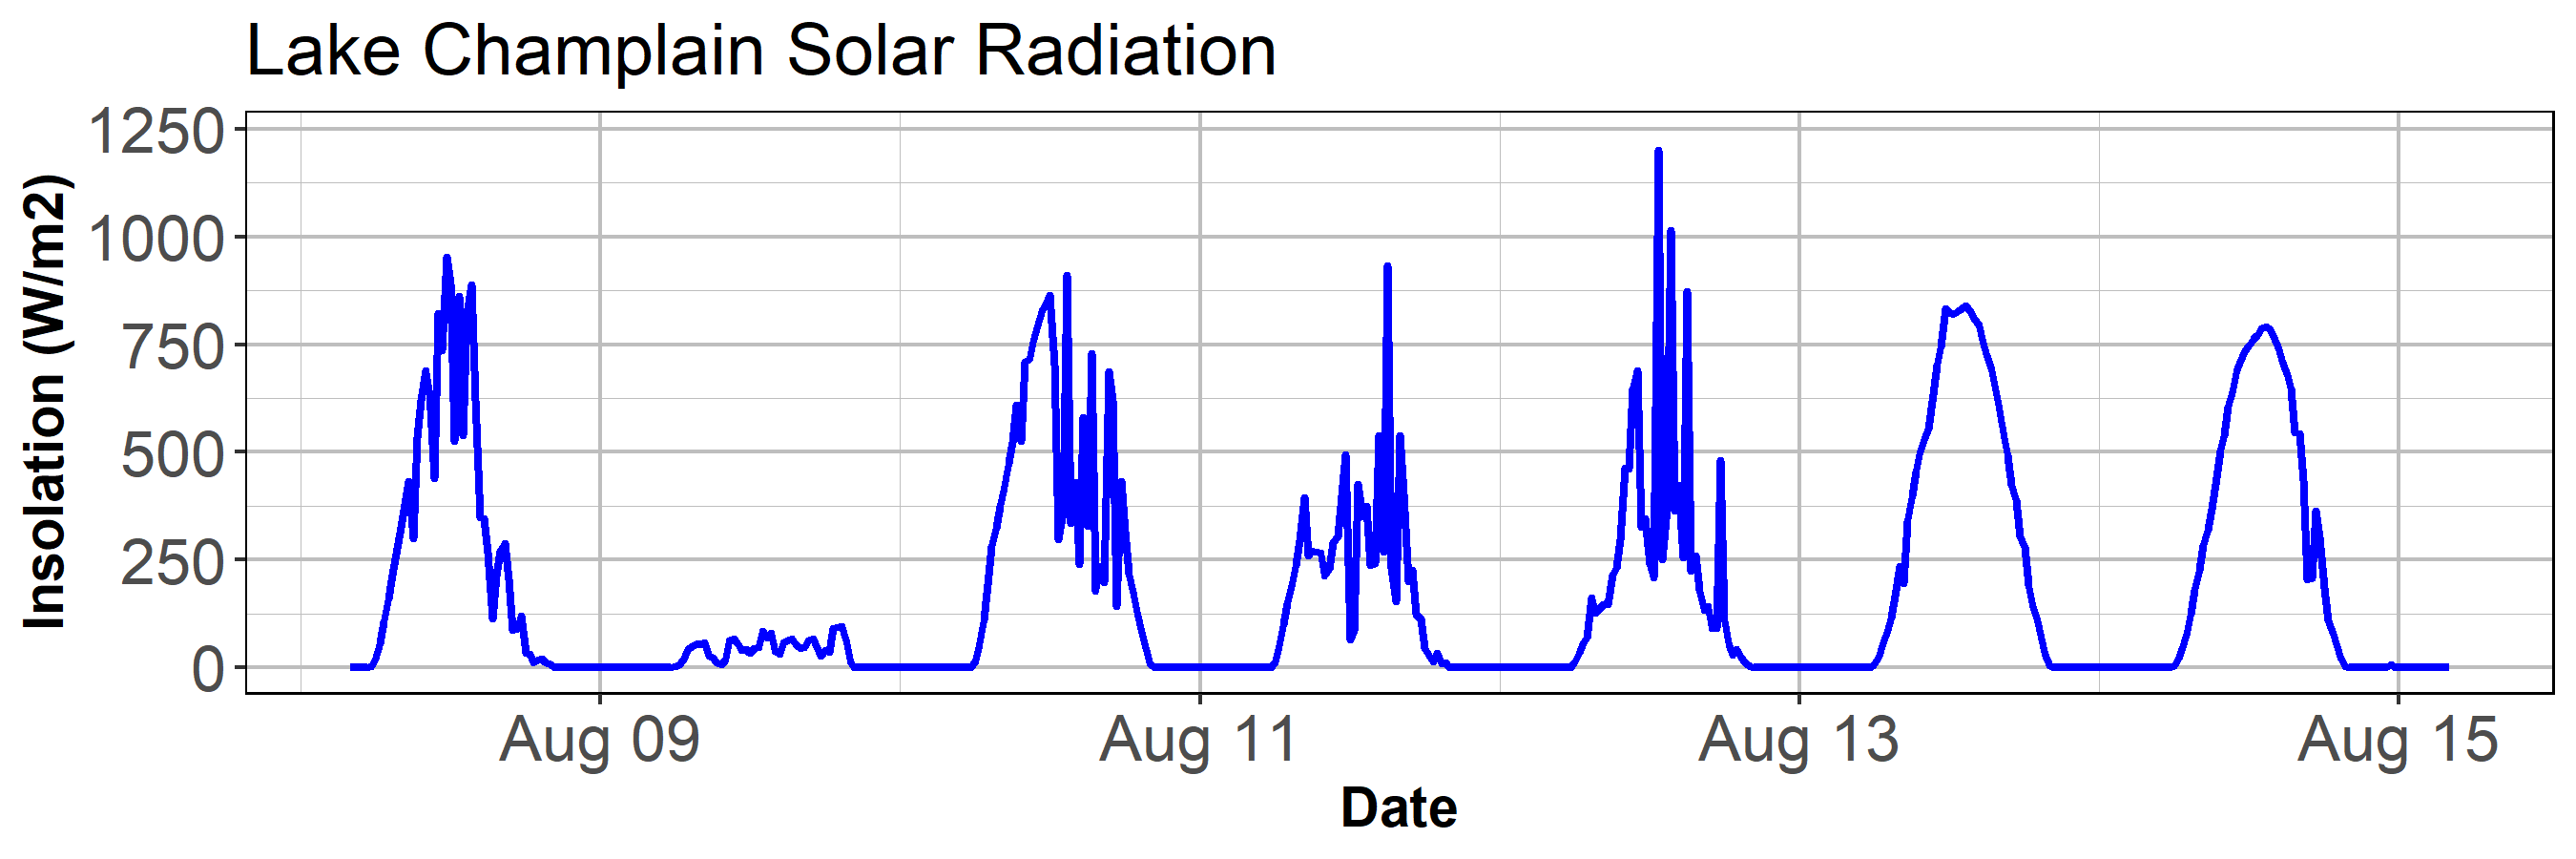 Lake Champlain Solar Radiation
Insolation (W/m2)
1250
1000
750
500
250
0
Aug 09 Aug 11 Aug 13 Aug 15
Date